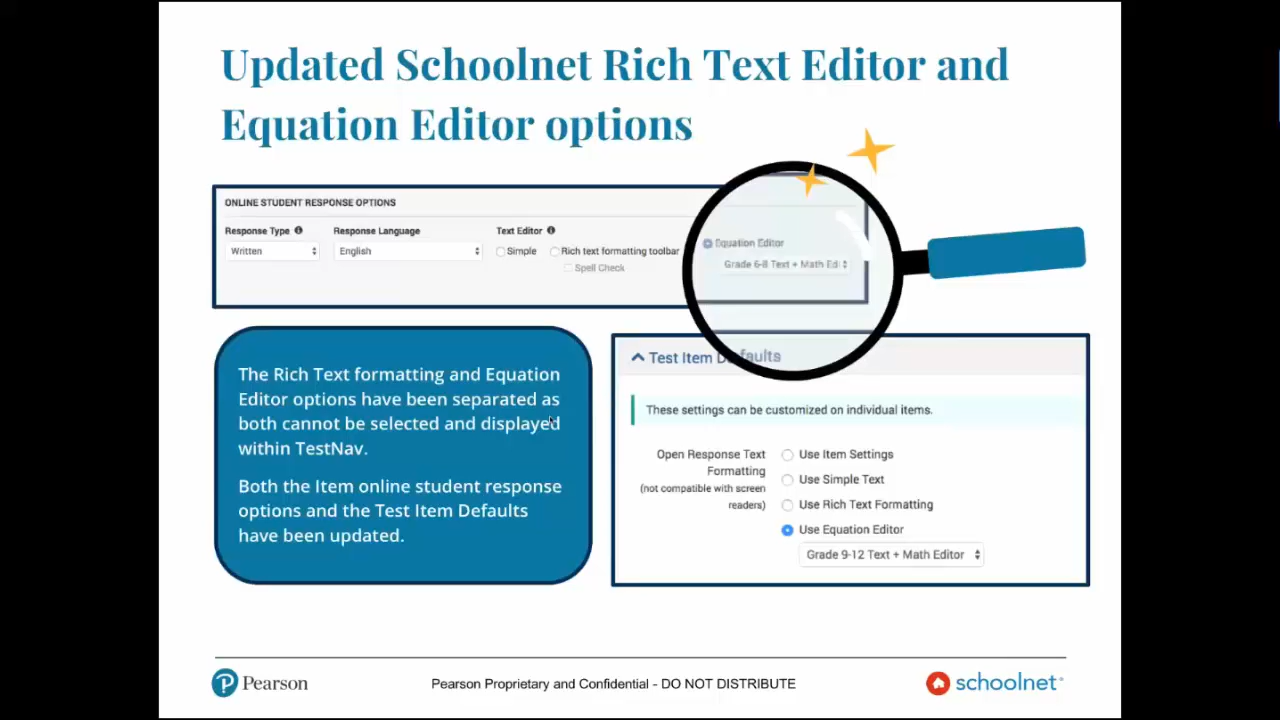 Updated Schoolnet Rich Text Editor and
Equation Editor options
ONLINE STUDENT RESPONSE OPTIONS
Response Type
Response Language
Text Editor
Written
English
Simple
Rich text formatting toolbar
Spell Check
Equation Editor
Grade 6-8 Text + Math Edi
The Rich Text formatting and Equation
Editor options have been separated as
both cannot be selected and displayed
within TestNav.
Both the Item online student response
options and the Test Item Defaults
have been updated.
Test Item Defaults
These settings can be customized on individual items.
Open Response Text
Formatting
(not compatible with screen
readers)
Use Item Settings
Use Simple Text
Use Rich Text Formatting
Use Equation Editor
Grade 9-12 Text + Math Editor
Pearson
Pearson Proprietary and Confidential - DO NOT DISTRIBUTE
schoolnet